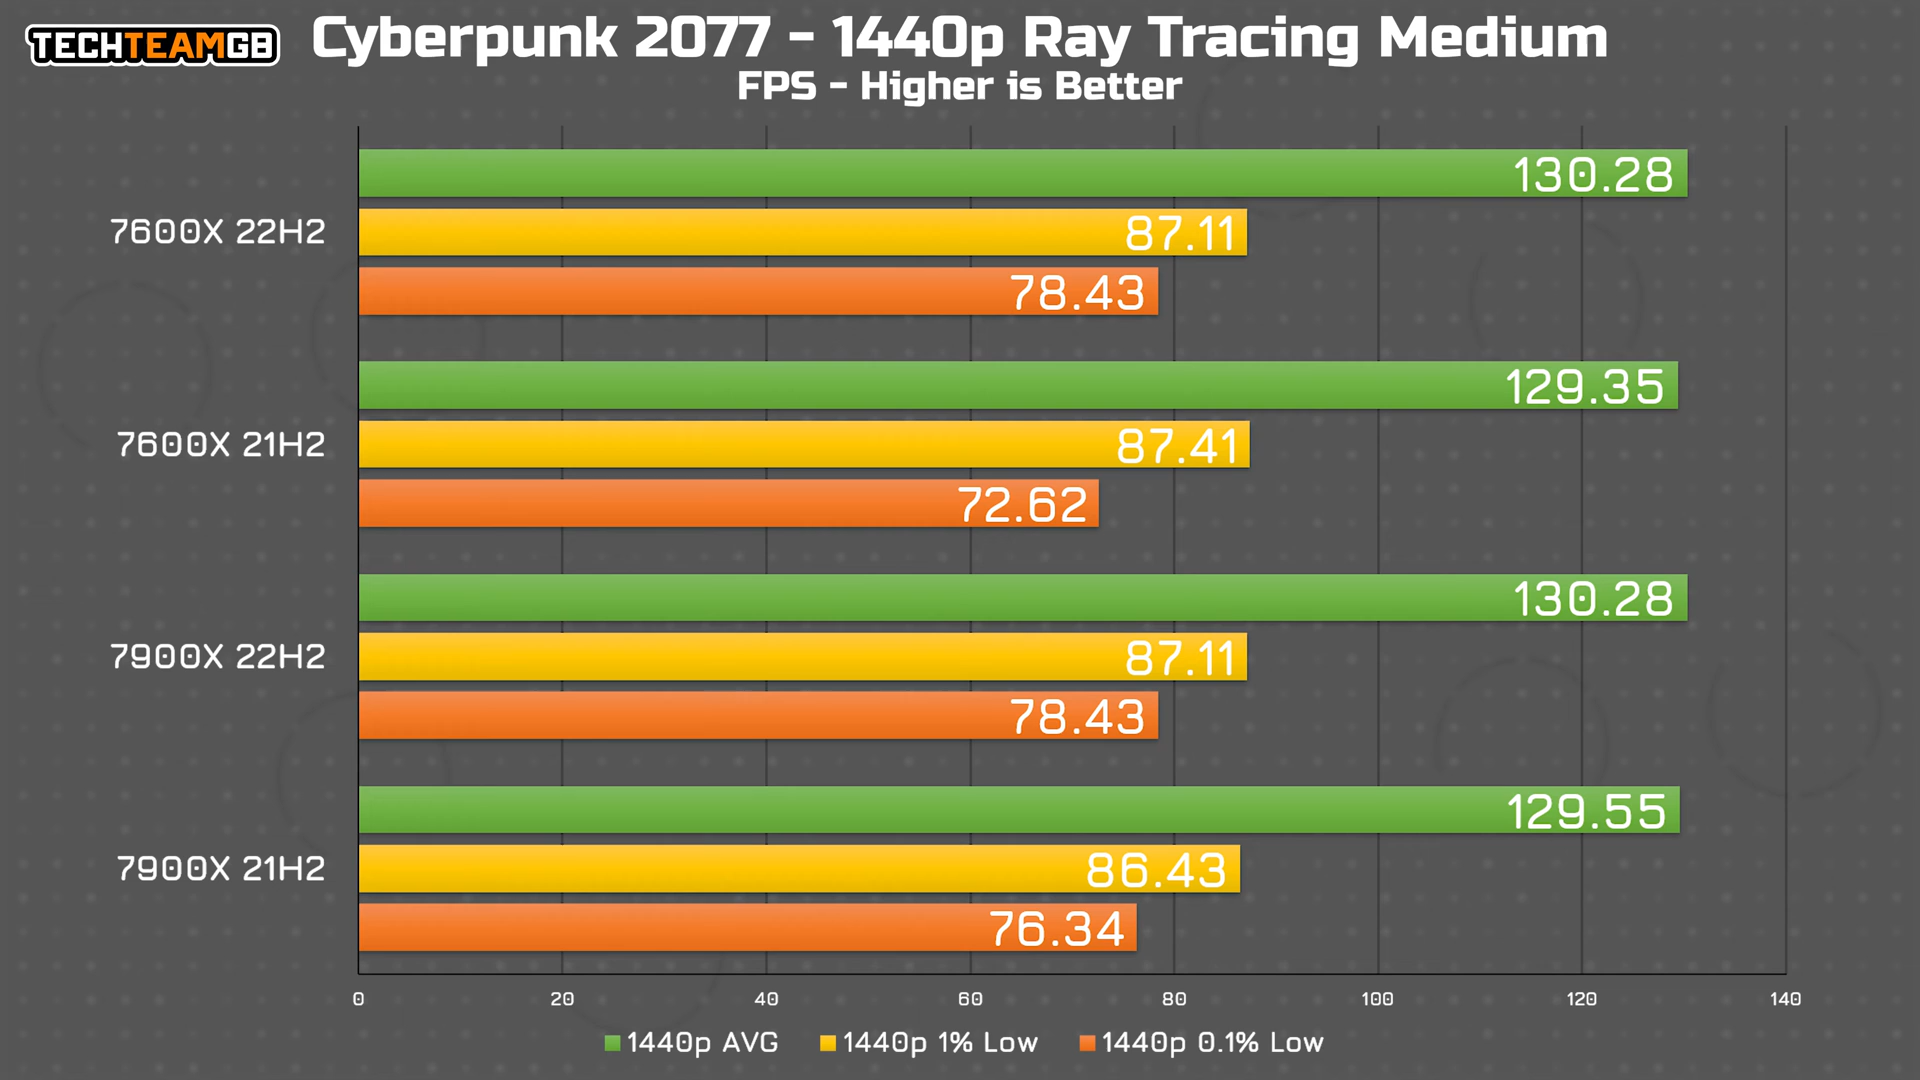 TECHTEAMGB
Cyberpunk 2077 - 1440p Ray Tracing Medium
FPS - Higher is Better
7600X 22H2
130.28
87.11
78.43
7600X 21H2
129.35
87.41
72.62
7900X 22H2
130.28
87.11
78.43
7900X 21H2
129.55
86.43
76.34
0 20 40 60 80 100 120 140
1440p AVG 1440p 1% Low 1440p 0.1% Low